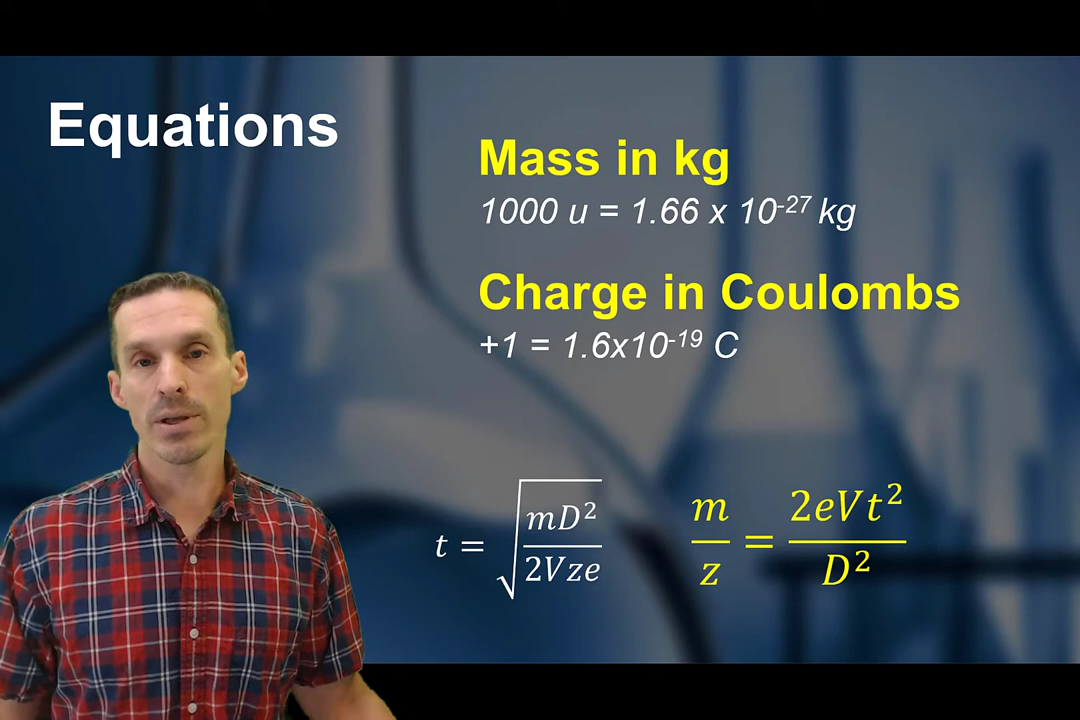 Equations
Mass in kg
1000 u = 1.66 x 10⁻²⁷ kg
Charge in Coulombs
+1 = 1.6x10⁻¹⁹ C
t = √(mD²/2Vze)
m/z = 2eVt²/D²